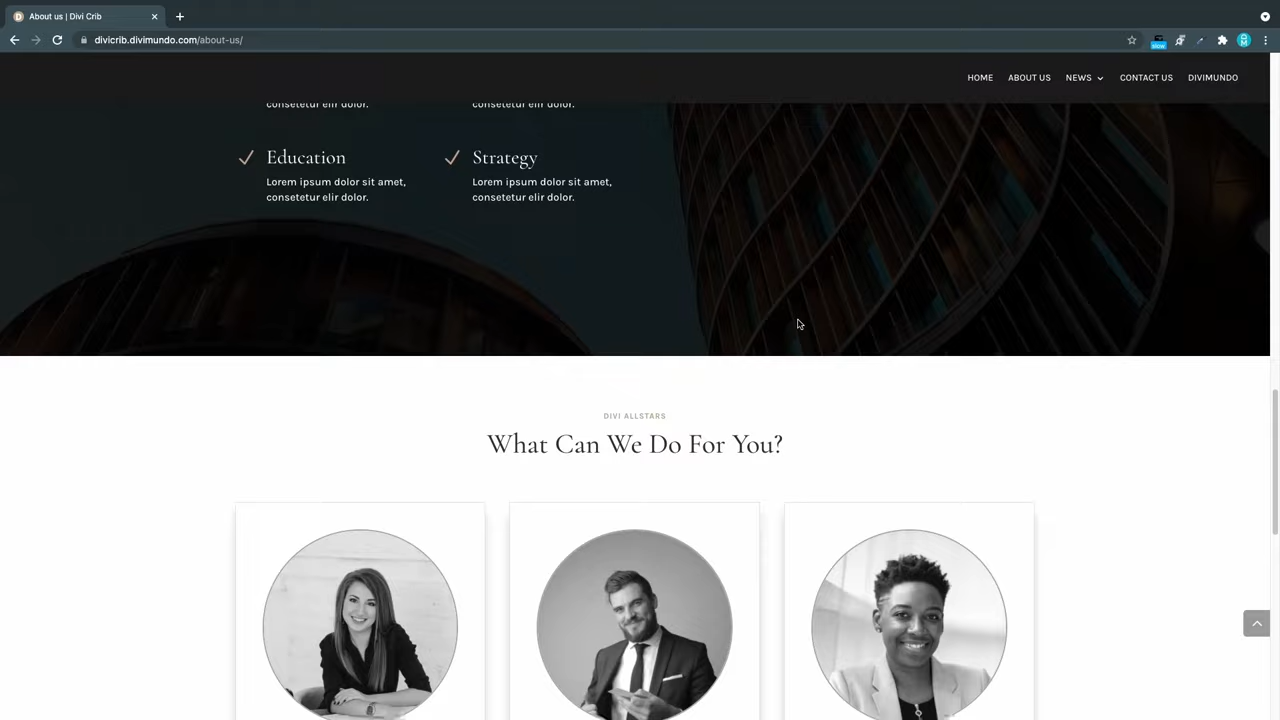 About us | Divi Crib
divicrib.divimundo.com/about-us/
slow
HOME ABOUT US NEWS CONTACT US DIVIMUNDO
consetetur elir dolor. consetetur elir dolor.
Education Strategy
Lorem ipsum dolor sit amet, Lorem ipsum dolor sit amet,
consetetur elir dolor. consetetur elir dolor.
DIVI ALLSTARS
What Can We Do For You?